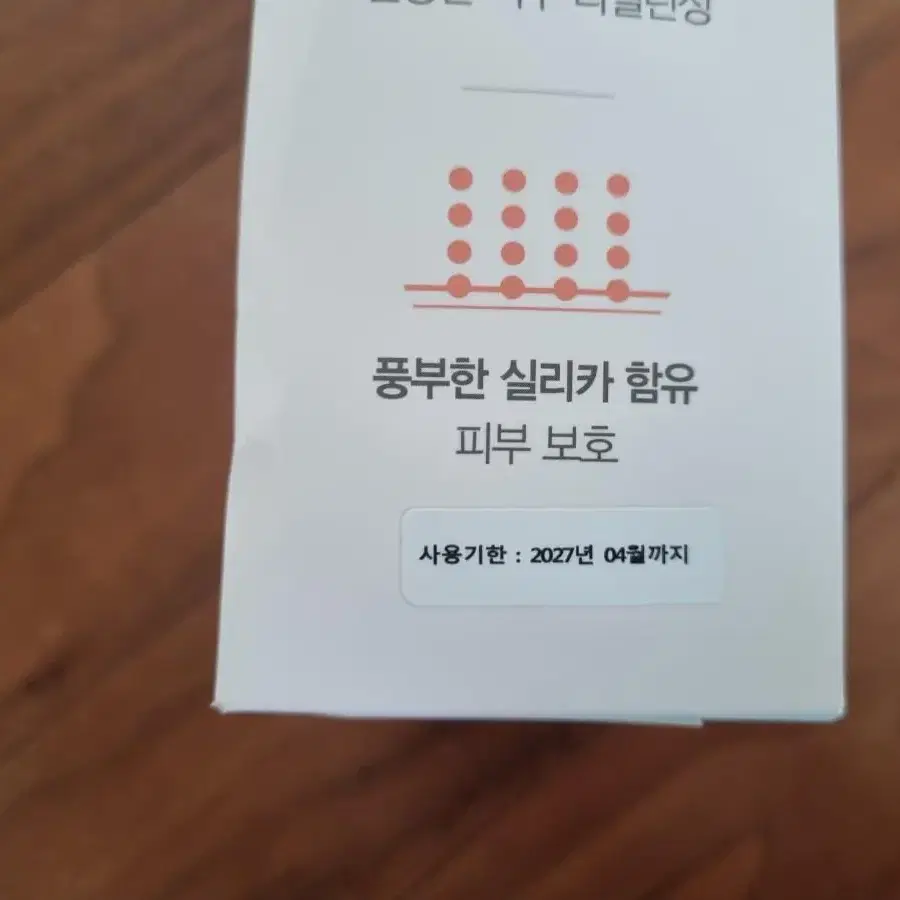 풍부한 실리카 함유
피부 보호
사용기한 : 2027년 04월까지